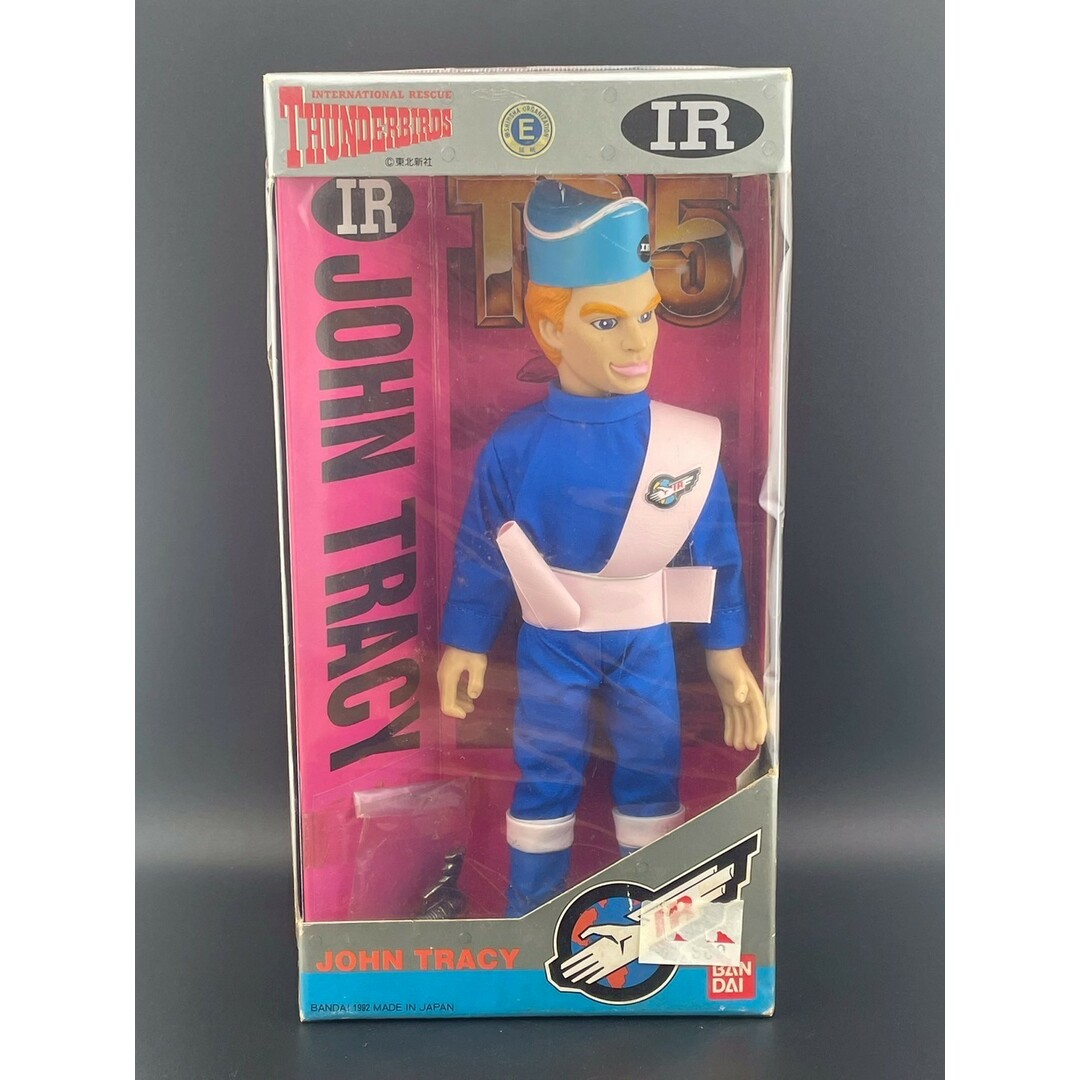 INTERNATIONAL RESCUE
THUNDERBIRDS
©東北新社
E
IR
IR
JOHN TRACY
5
IR
IR
JOHN TRACY
BANDAI 1992 MADE IN JAPAN
BAN
DAI